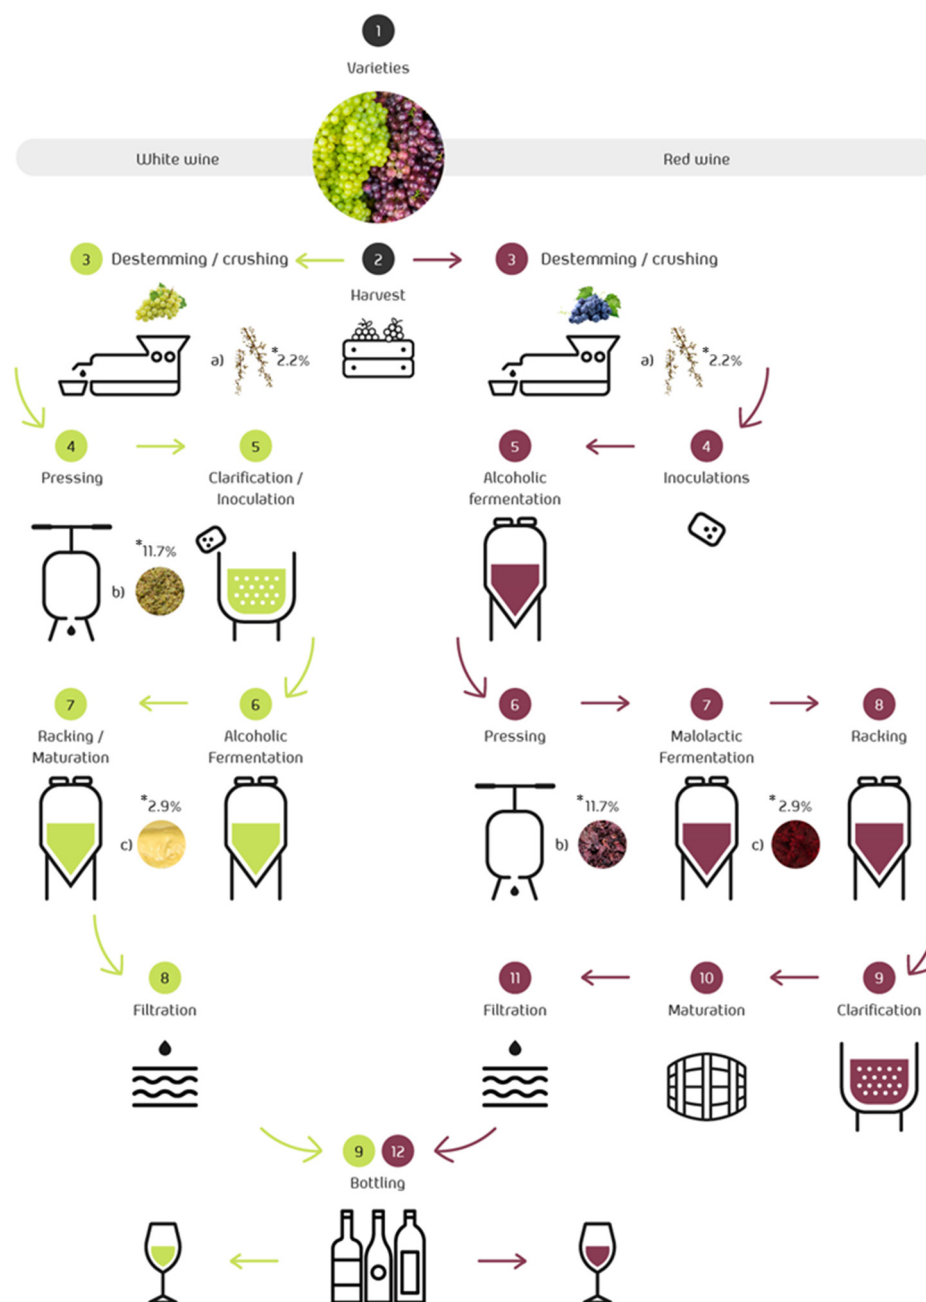 1
Varieties
White wine
Red wine
3 Destemming / crushing
2
3 Destemming / crushing
Harvest
a) *2.2%
a) *2.2%
4
5
5
4
Pressing
Clarification /
Inoculation
Alcoholic
fermentation
Inoculations
*11.7%
b)
7
6
6
7
8
Racking /
Maturation
Alcoholic
Fermentation
Pressing
Malolactic
Fermentation
Racking
*2.9%
c)
*11.7%
b)
*2.9%
c)
8
11
10
9
Filtration
Filtration
Maturation
Clarification
9 12
Bottling